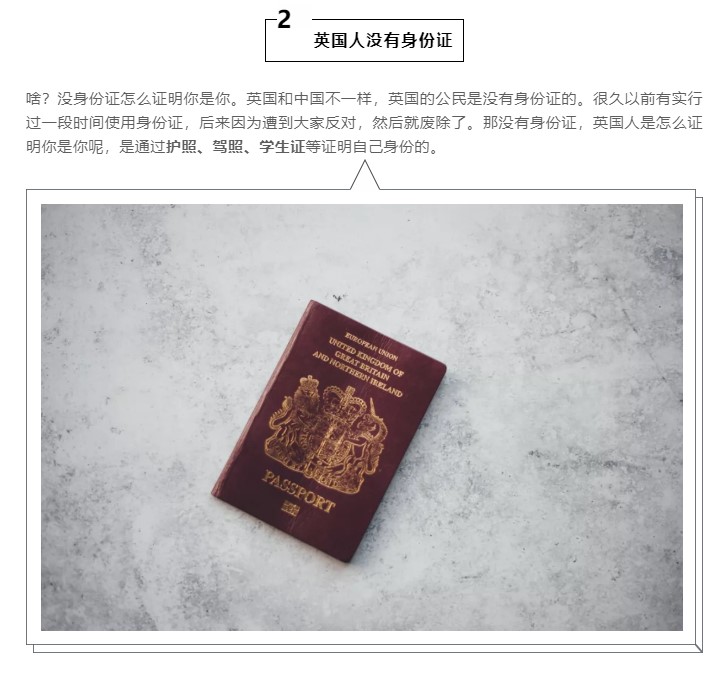 2
英国人没有身份证
啥？没身份证怎么证明你是你。英国和中国不一样，英国的公民是没有身份证的。很久以前有实行
过一段时间使用身份证，后来因为遭到大家反对，然后就废除了。那没有身份证，英国人是怎么证
明你是你呢，是通过护照、驾照、学生证等证明自己身份的。
EUROPEAN UNION
UNITED KINGDOM OF
GREAT BRITAIN
AND NORTHERN IRELAND
PASSPORT